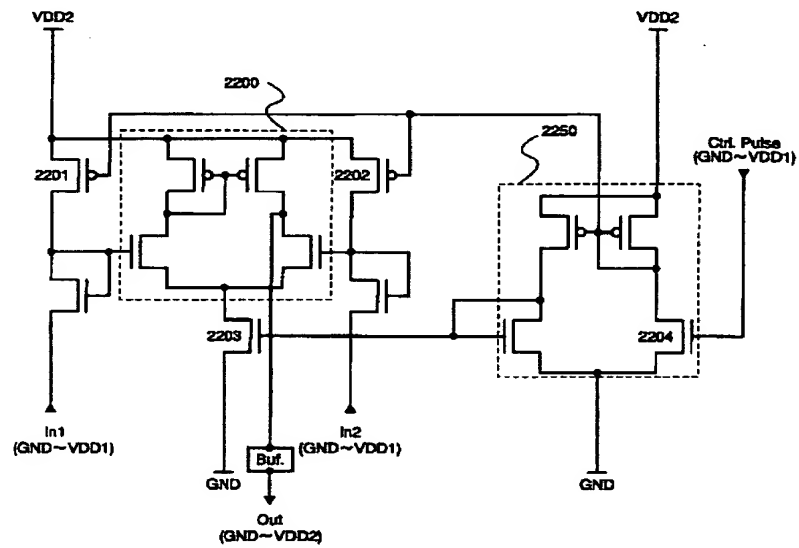 VDD2
VDD2
2200
2250
Ctrl. Pulse
(GND~VDD1)
2201
2202
2203
2204
In1
(GND~VDD1)
In2
(GND~VDD1)
Buf.
GND
GND
Out
(GND~VDD2)